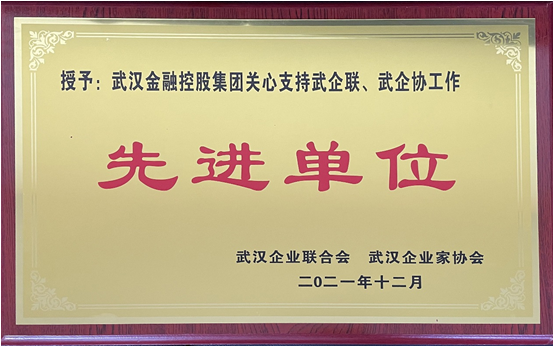 授予：武汉金融控股集团关心支持武企联、武企协工作
先进单位
武汉企业联合会 武汉企业家协会
二0二一年十二月